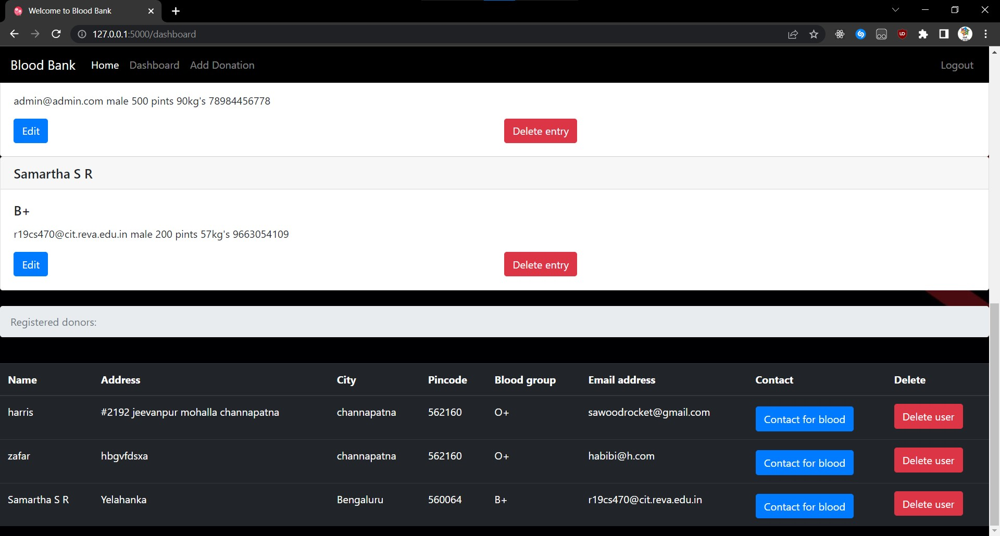 Welcome to Blood Bank
127.0.0.1:5000/dashboard
Blood Bank Home Dashboard Add Donation Logout
admin@admin.com male 500 pints 90kg's 78984456778
Edit Delete entry
Samartha S R
B+
r19cs470@cit.reva.edu.in male 200 pints 57kg's 9663054109
Edit Delete entry
Registered donors:
Name Address City Pincode Blood group Email address Contact Delete
harris #2192 jeevanpur mohalla channapatna channapatna 562160 O+ sawoodrocket@gmail.com Contact for blood Delete user
zafar hbgvfdsxa channapatna 562160 O+ habibi@h.com Contact for blood Delete user
Samartha S R Yelahanka Bengaluru 560064 B+ r19cs470@cit.reva.edu.in Contact for blood Delete user